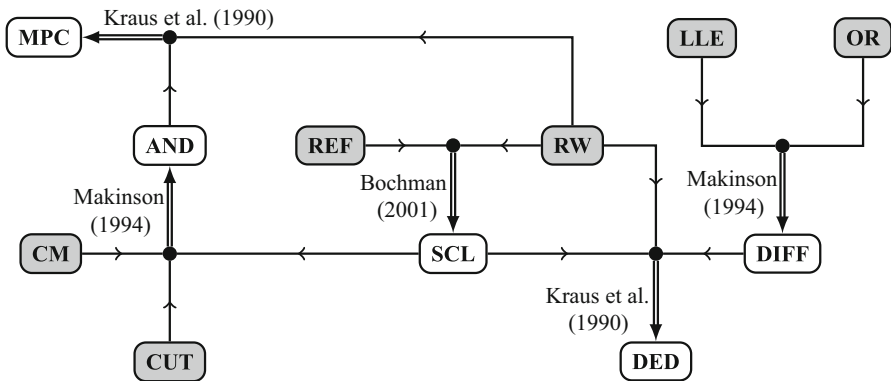 Kraus et al. (1990)
MPC
LLE
OR
AND
REF
RW
Makinson
(1994)
Bochman
(2001)
Makinson
(1994)
CM
SCL
DIFF
Kraus et al.
(1990)
CUT
DED